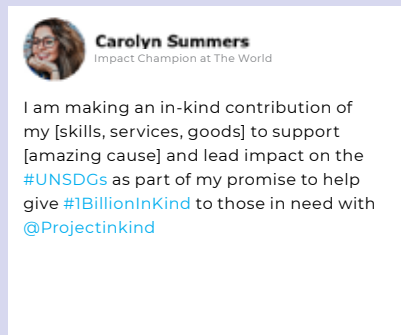 Carolyn Summers
Impact Champion at The World
I am making an in-kind contribution of
my [skills, services, goods] to support
[amazing cause] and lead impact on the
#UNSDGs as part of my promise to help
give #1BillionInKind to those in need with
@Projectinkind